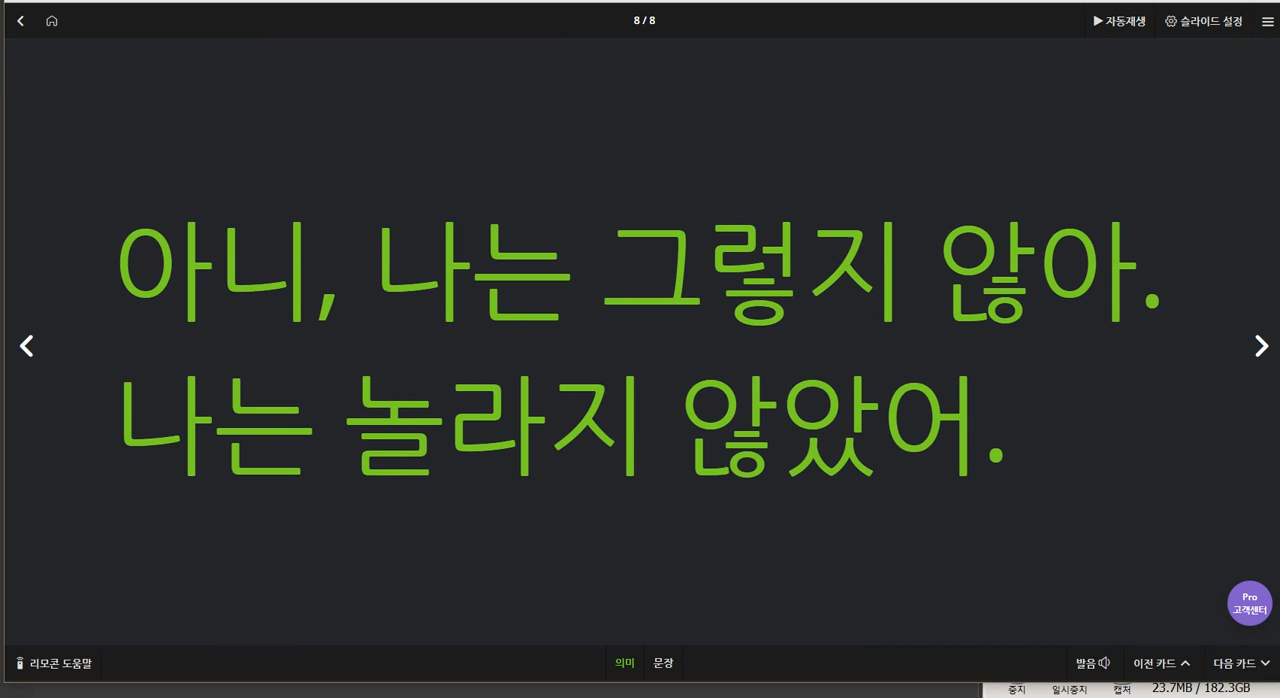 8 / 8
자동재생
슬라이드 설정
아니, 나는 그렇지 않아.
나는 놀라지 않았어.
Pro
고객센터
리모콘 도움말
의미
문장
발음
이전 카드
다음 카드
중지
일시중지
캡처
23.7MB / 182.3GB